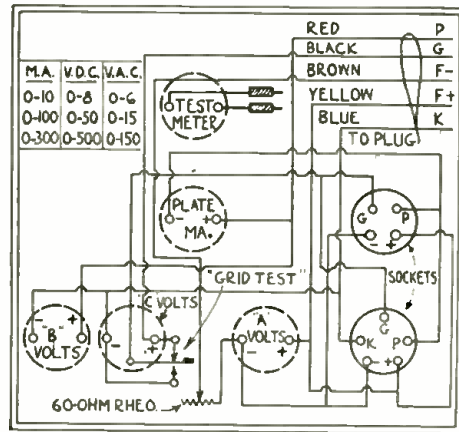 RED P
BLACK G
BROWN F-
YELLOW F+
BLUE K
TO PLUG
M.A. V.D.C. V.A.C.
0-10 0-8 0-6
0-100 0-50 0-15
0-300 0-500 0-150
TEST METER
PLATE
- +
MA.
G P
- +
SOCKETS
"GRID TEST"
"C" VOLTS
- +
- +
"B"
VOLTS
"A"
VOLTS
- +
G
K P
- +
60-OHM RHEO.